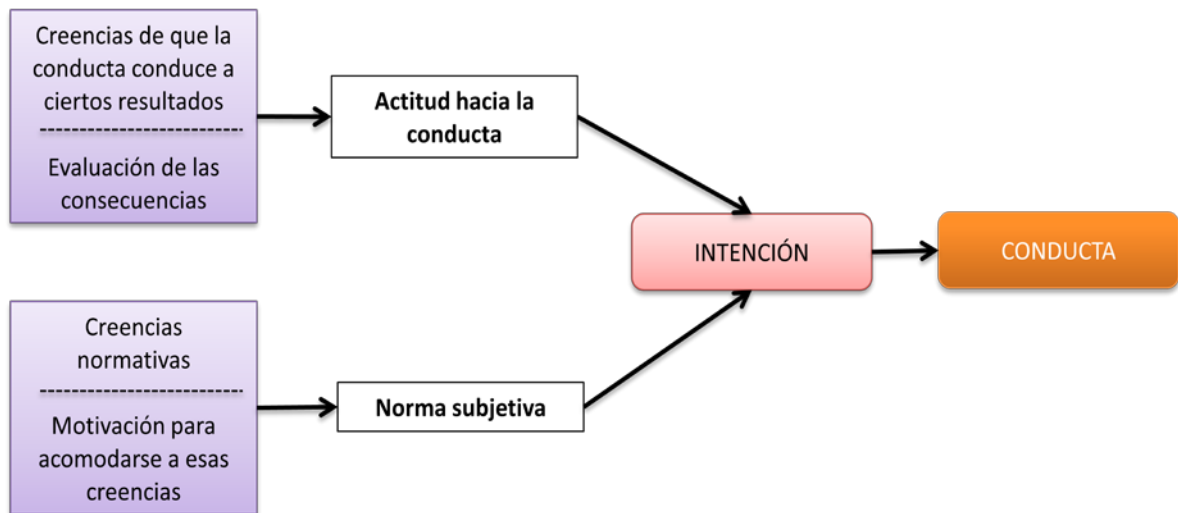 Creencias de que la
conducta conduce a
ciertos resultados
Evaluación de las
consecuencias
Actitud hacia la
conducta
INTENCIÓN
CONDUCTA
Creencias
normativas
Motivación para
acomodarse a esas
creencias
Norma subjetiva